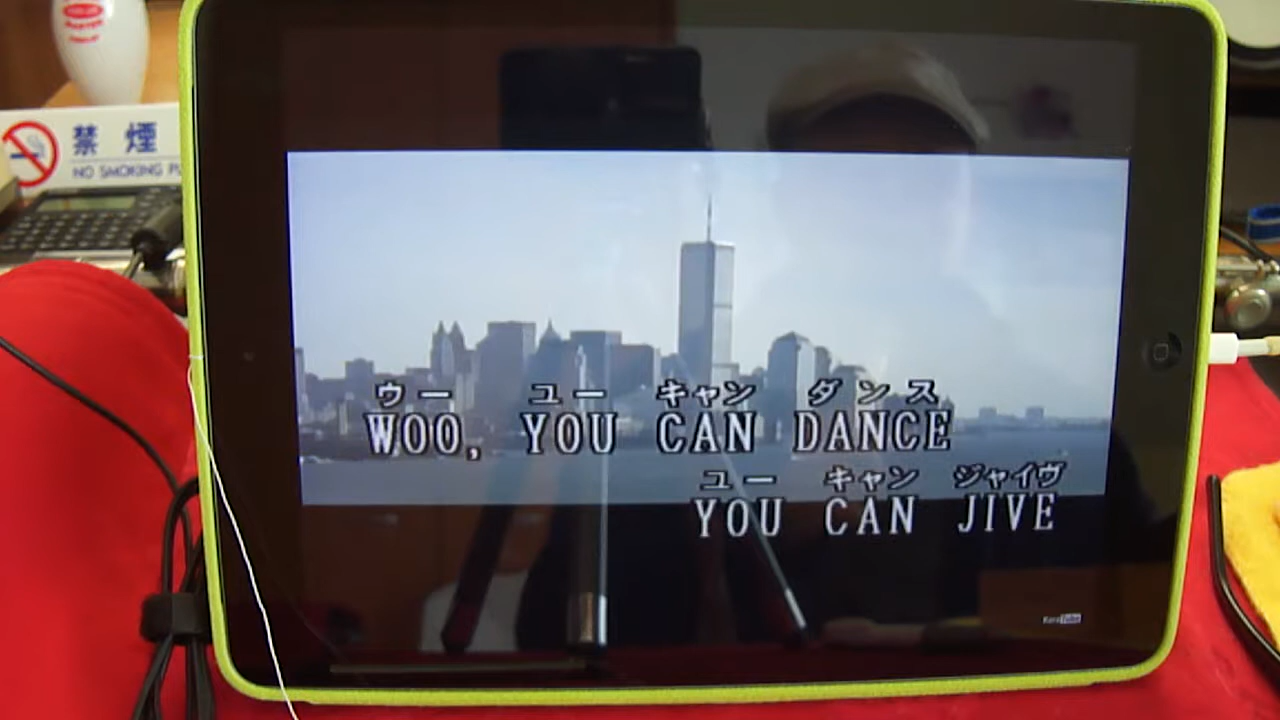 禁煙
NO SMOKING PL
ウー ユー キャン ダンス
WOO, YOU CAN DANCE
ユー キャン ジャイヴ
YOU CAN JIVE